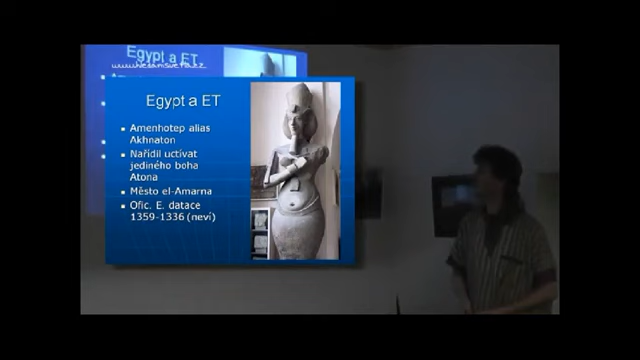 Egypt a ET
Egypt a ET
Amenhotep alias
Akhnaton
Nařídil uctívat
jediného boha
Atona
Město el-Amarna
Ofic. E. datace
1359-1336 (neví)